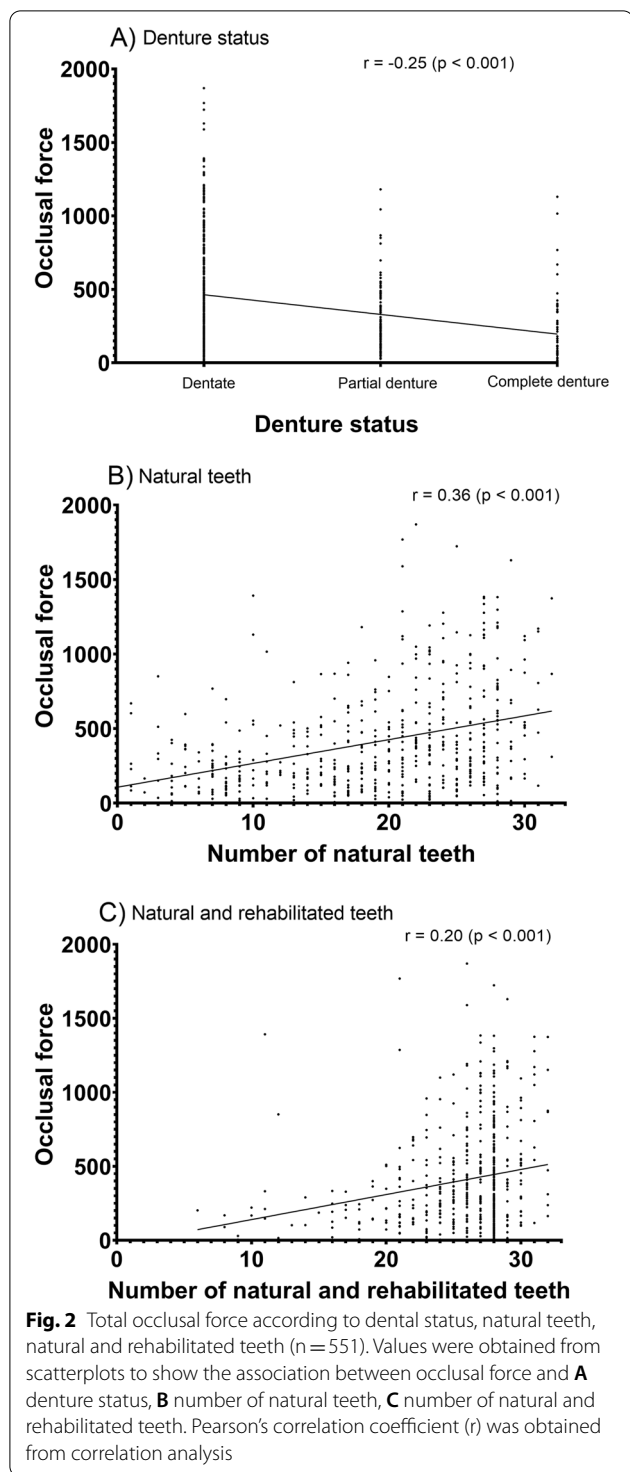 A) Denture status
r = -0.25 (p < 0.001)
2000
1500
1000
500
0
Occlusal force
Dentate
Partial denture
Complete denture
Denture status
B) Natural teeth
r = 0.36 (p < 0.001)
2000
1500
1000
500
0
Occlusal force
0
10
20
30
Number of natural teeth
C) Natural and rehabilitated teeth
r = 0.20 (p < 0.001)
2000
1500
1000
500
0
Occlusal force
0
10
20
30
Number of natural and rehabilitated teeth
Fig. 2 Total occlusal force according to dental status, natural teeth,
natural and rehabilitated teeth (n = 551). Values were obtained from
scatterplots to show the association between occlusal force and A
denture status, B number of natural teeth, C number of natural and
rehabilitated teeth. Pearson's correlation coefficient (r) was obtained
from correlation analysis